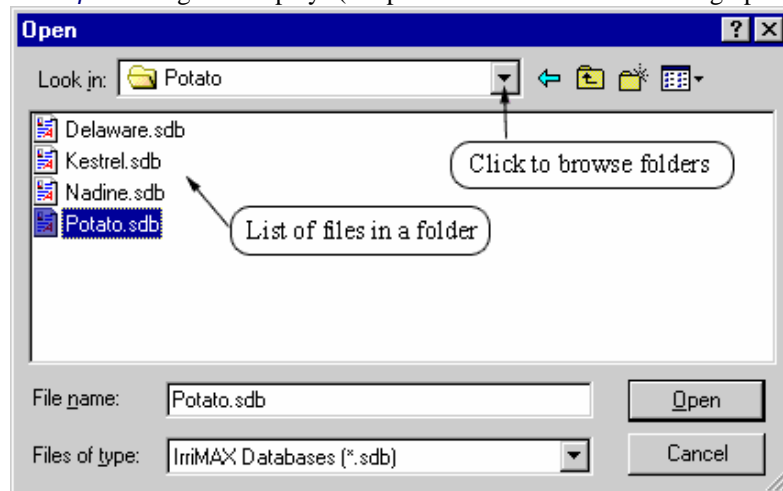 Open
Look in: Potato
Delaware.sdb
Kestrel.sdb
Click to browse folders
Nadine.sdb
Potato.sdb
List of files in a folder
File name: Potato.sdb Open
Files of type: IrriMAX Databases (*.sdb) Cancel